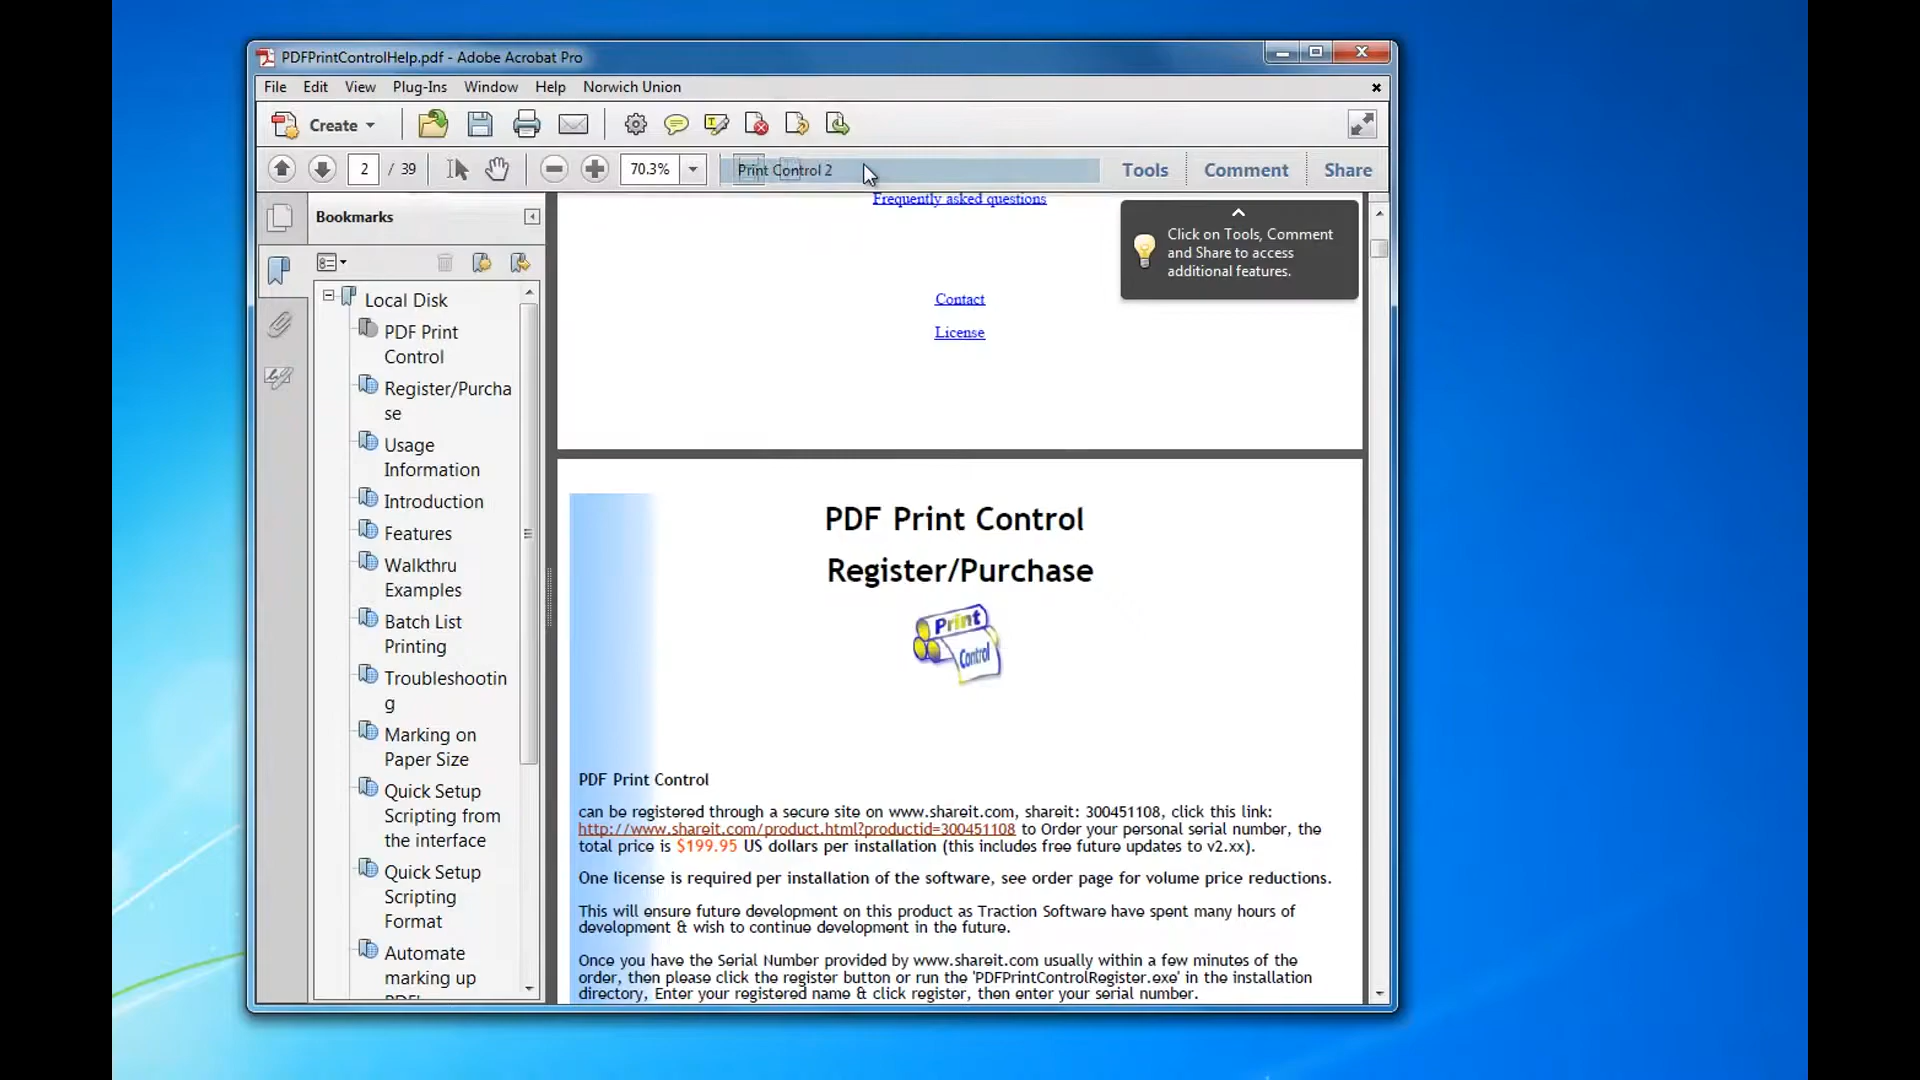 PDFPrintControlHelp.pdf - Adobe Acrobat Pro
File Edit View Plug-Ins Window Help Norwich Union
Create
2 / 39 70.3% Print Control 2 Tools Comment Share
Bookmarks
Local Disk
PDF Print
Control
Register/Purcha
se
Usage
Information
Introduction
Features
Walkthru
Examples
Batch List
Printing
Troubleshootin
g
Marking on
Paper Size
Quick Setup
Scripting from
the interface
Quick Setup
Scripting
Format
Automate
marking up
PDF's
Frequently asked questions
Contact
License
Click on Tools, Comment
and Share to access
additional features.
PDF Print Control
Register/Purchase
Print
Control
PDF Print Control
can be registered through a secure site on www.shareit.com, shareit: 300451108, click this link:
http://www.shareit.com/product.html?productid=300451108 to Order your personal serial number, the
total price is $199.95 US dollars per installation (this includes free future updates to v2.xx).
One license is required per installation of the software, see order page for volume price reductions.
This will ensure future development on this product as Traction Software have spent many hours of
development & wish to continue development in the future.
Once you have the Serial Number provided by www.shareit.com usually within a few minutes of the
order, then please click the register button or run the 'PDFPrintControlRegister.exe' in the installation
directory, Enter your registered name & click register, then enter your serial number.